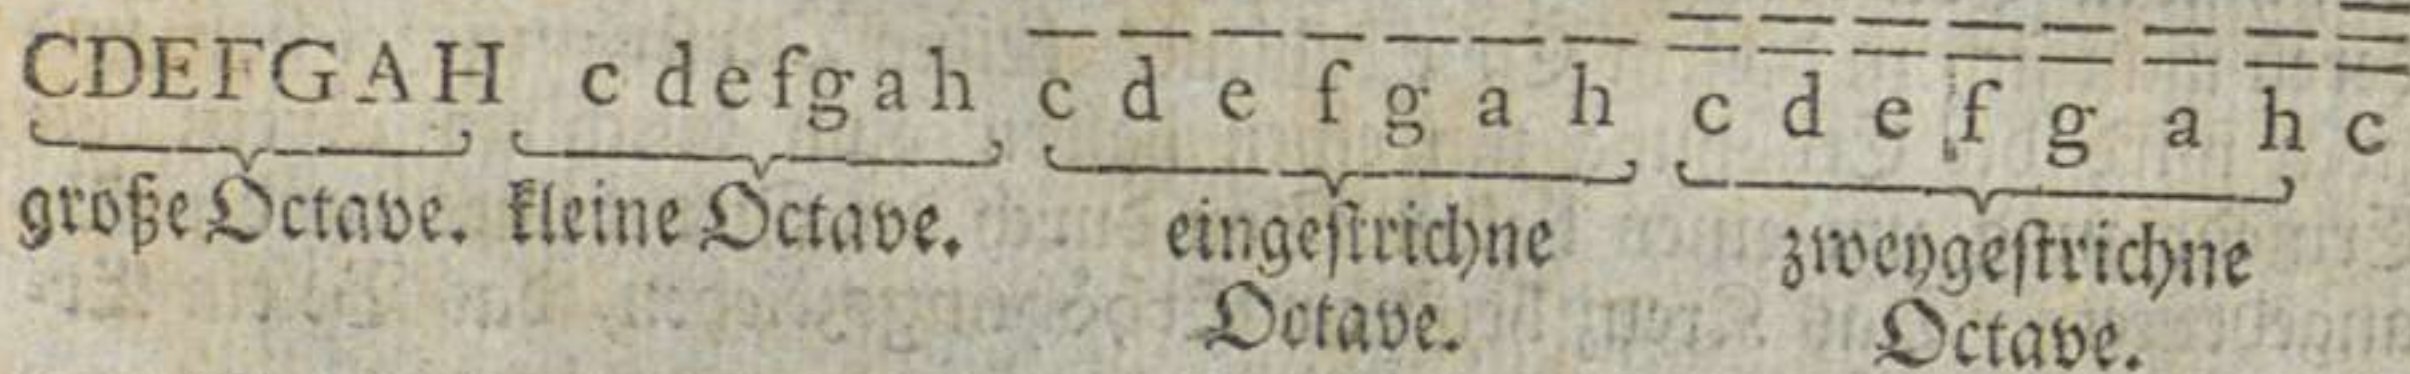 CDEFGAH c d e f g a h c̅ d̅ e̅ f̅ g̅ a̅ h̅ c̿ d̿ e̿ f̿ g̿ a̿ h̿ c̿̅
große Octave. kleine Octave. eingeſtrichne zweygeſtrichne
Octave. Octave.